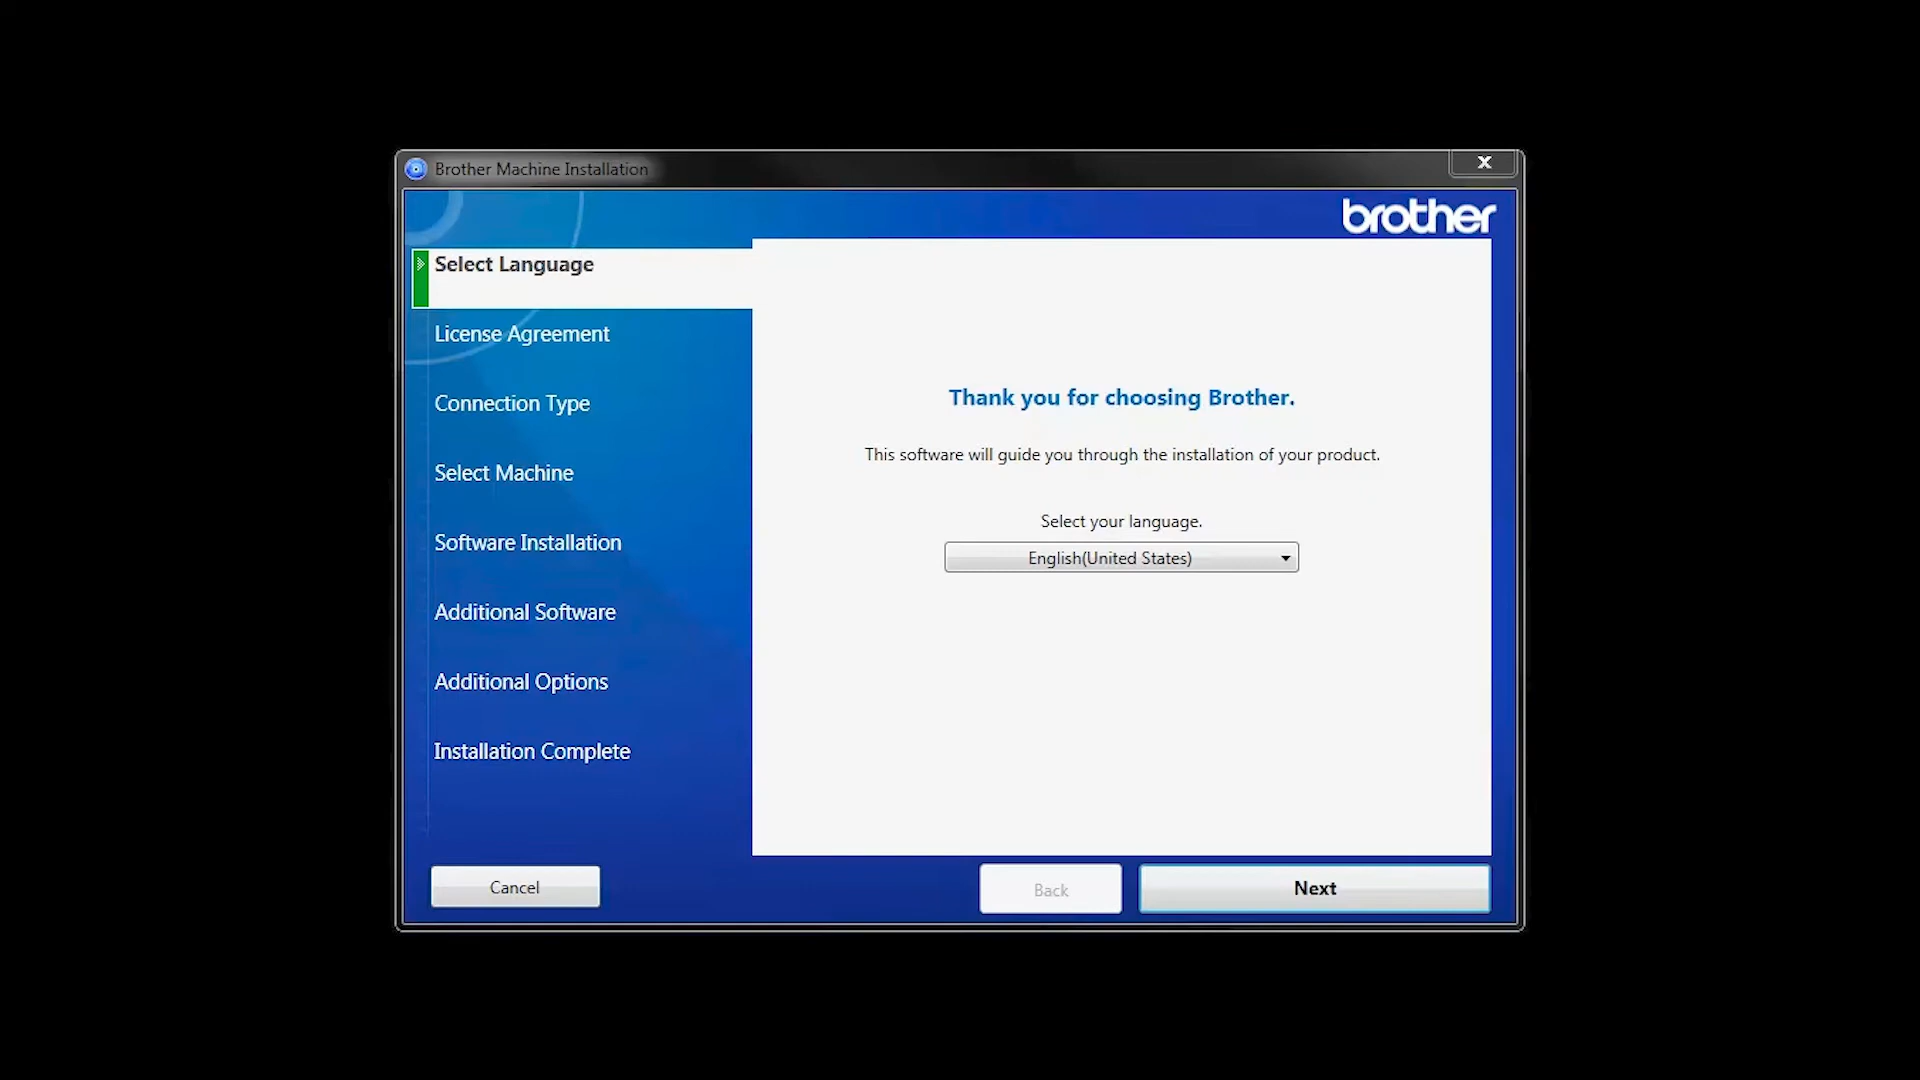 Brother Machine Installation
X
brother
Select Language
License Agreement
Connection Type
Select Machine
Software Installation
Additional Software
Additional Options
Installation Complete
Thank you for choosing Brother.
This software will guide you through the installation of your product.
Select your language.
English(United States)
Cancel
Back
Next